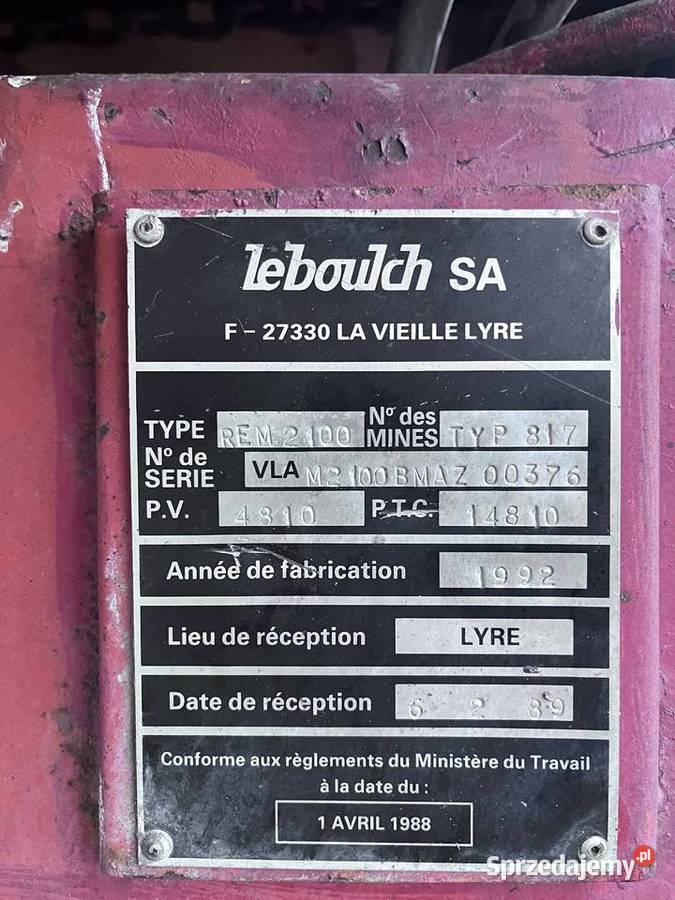 leboulch SA
F - 27330 LA VIEILLE LYRE
TYPE REM2100 N° des MINES TYP 817
N° de SERIE VLA M2100BMAZ 00376
P.V. 4810 P.T.C. 14810
Année de fabrication 1992
Lieu de réception LYRE
Date de réception 6 2 89
Conforme aux règlements du Ministère du Travail
à la date du :
1 AVRIL 1988
Sprzedajemy.pl